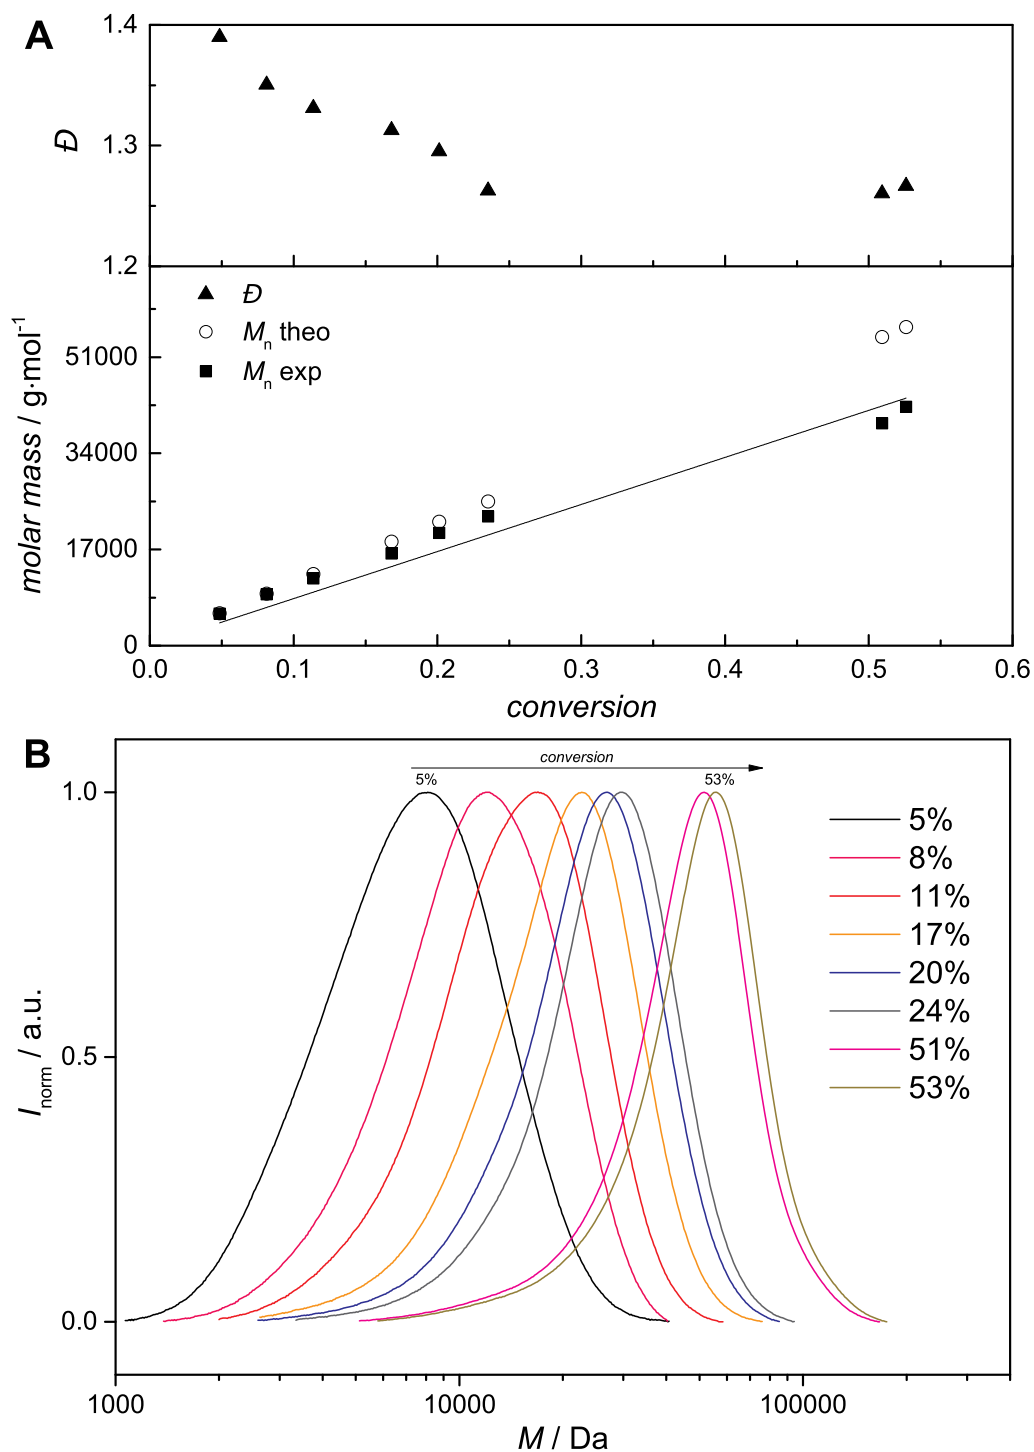 A
1.4
1.3
1.2
Đ
Đ
Mn theo
Mn exp
51000
34000
17000
0
molar mass / g·mol-1
0.0 0.1 0.2 0.3 0.4 0.5 0.6
conversion
B
conversion
5% 53%
1.0
0.5
0.0
Inorm / a.u.
5%
8%
11%
17%
20%
24%
51%
53%
1000 10000 100000
M / Da